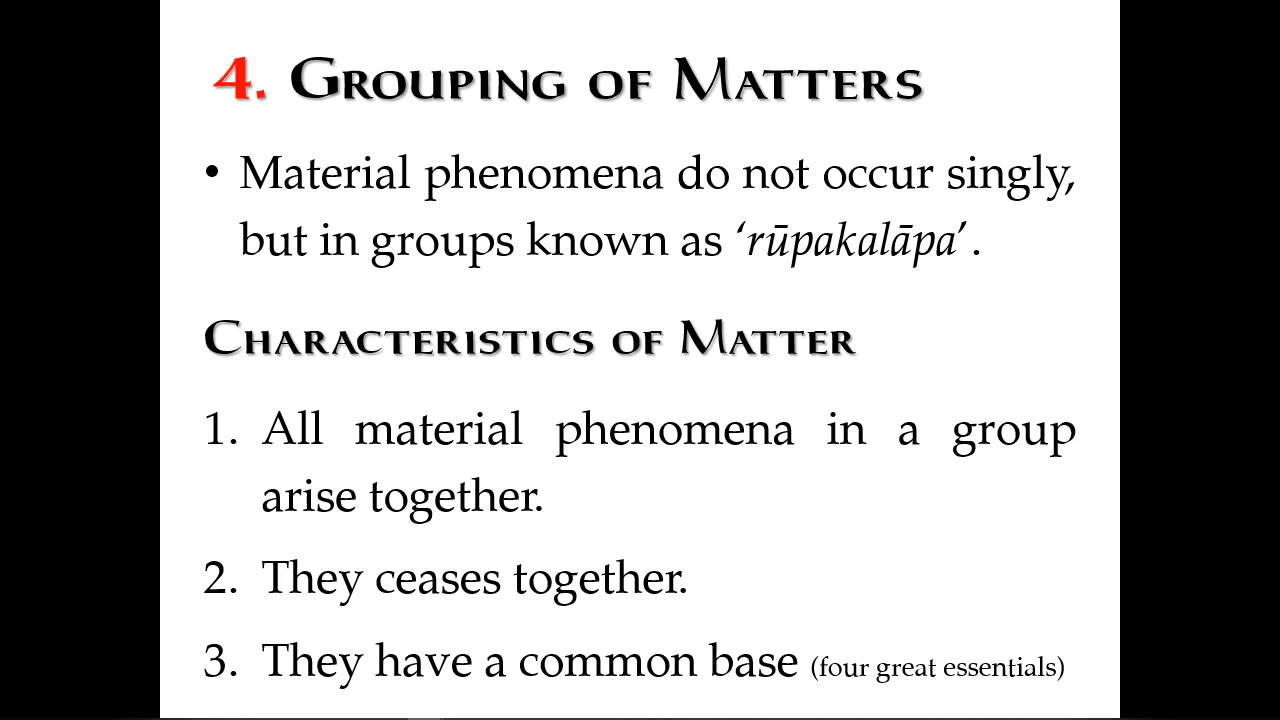 4. Grouping of Matters
• Material phenomena do not occur singly,
but in groups known as ‘rūpakalāpa’.
Characteristics of Matter
1. All material phenomena in a group
arise together.
2. They ceases together.
3. They have a common base (four great essentials)